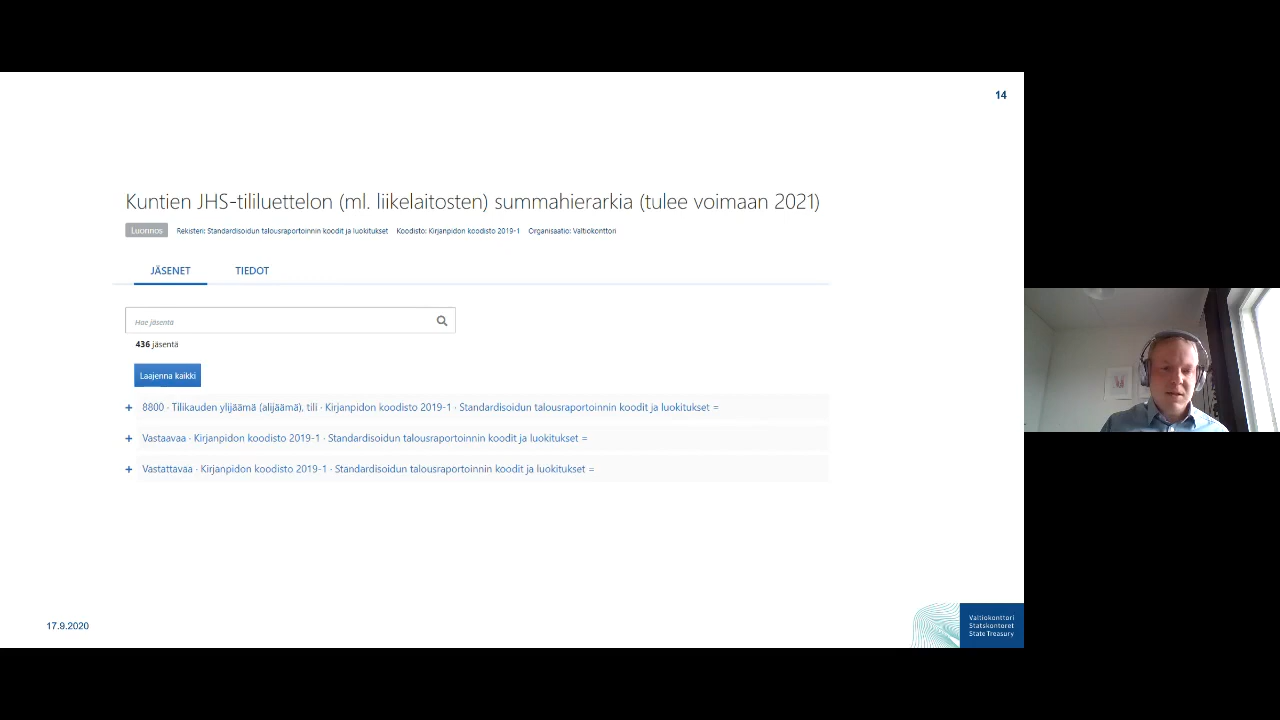 14
Kuntien JHS-tililuettelon (ml. liikelaitosten) summahierarkia (tulee voimaan 2021)
Luonnos Rekisteri: Standardisoidun talousraportoinnin koodit ja luokitukset Koodisto: Kirjanpidon koodisto 2019-1 Organisaatio: Valtiokonttori
JÄSENET TIEDOT
Hae jäsentä
436 jäsentä
Laajenna kaikki
+ 8800 · Tilikauden ylijäämä (alijäämä), tili · Kirjanpidon koodisto 2019-1 · Standardisoidun talousraportoinnin koodit ja luokitukset =
+ Vastaavaa · Kirjanpidon koodisto 2019-1 · Standardisoidun talousraportoinnin koodit ja luokitukset =
+ Vastattavaa · Kirjanpidon koodisto 2019-1 · Standardisoidun talousraportoinnin koodit ja luokitukset =
17.9.2020
Valtiokonttori
Statskontoret
State Treasury